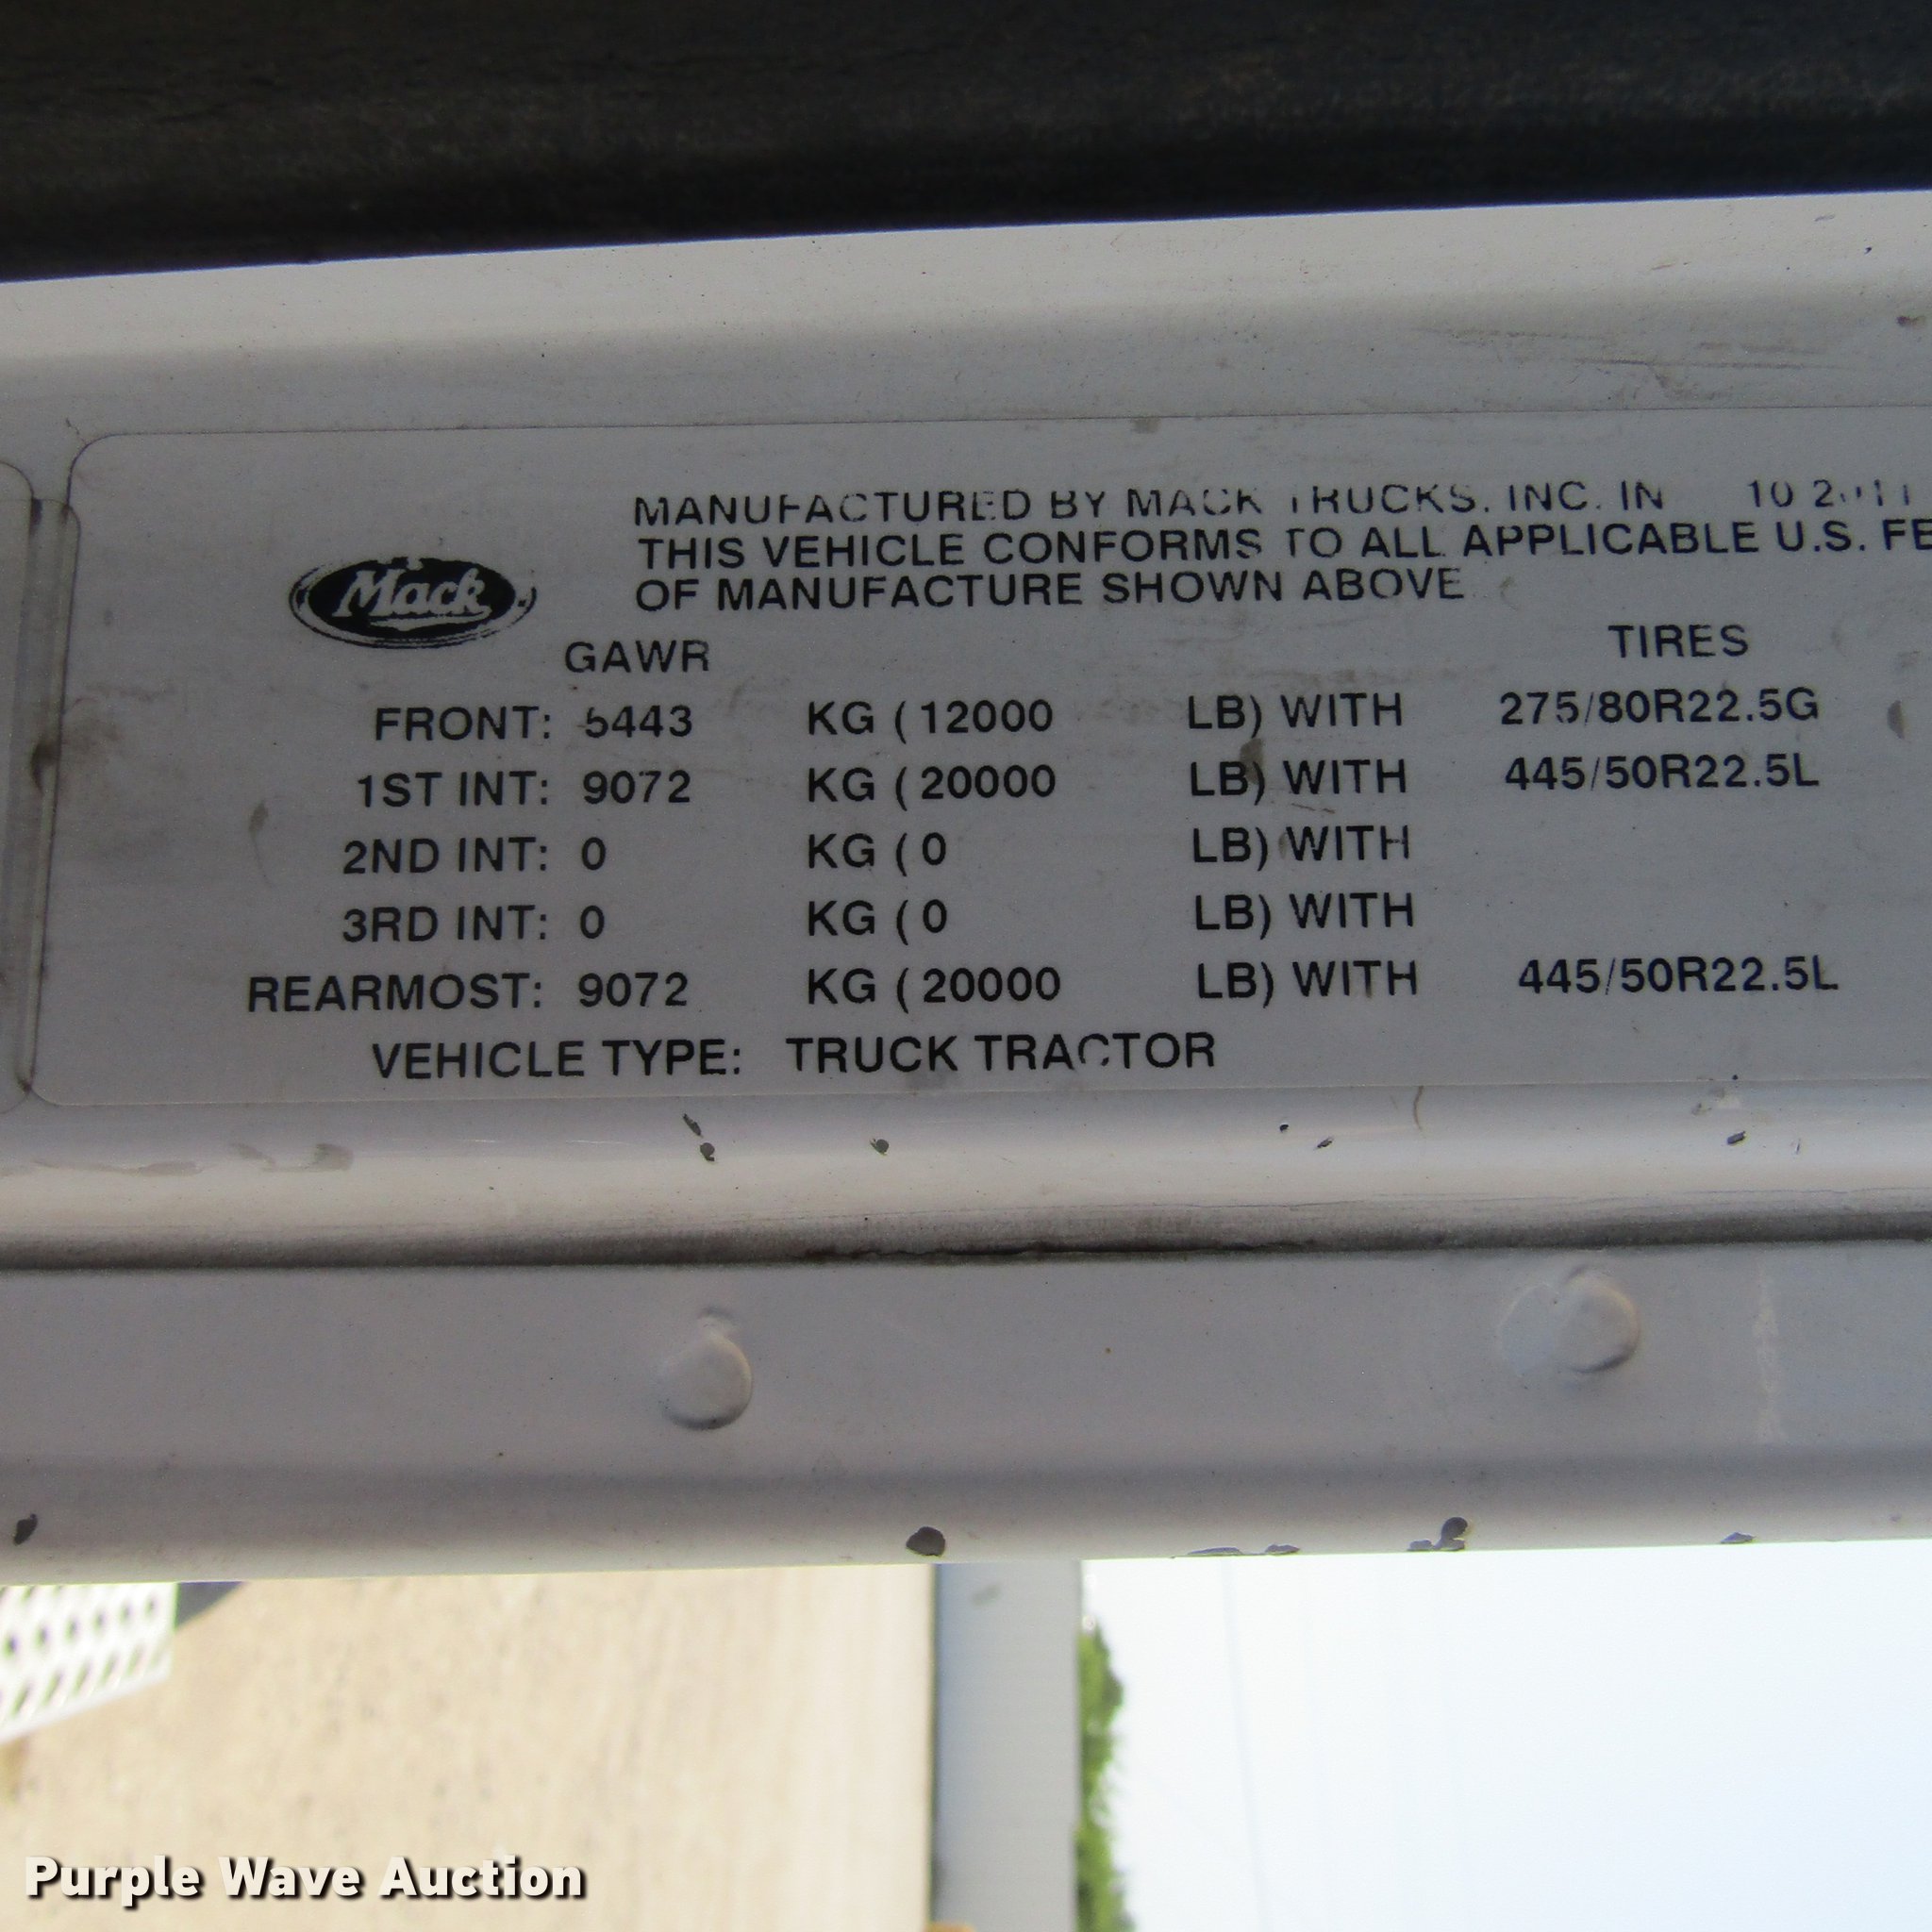 MANUFACTURED BY MACK TRUCKS, INC. IN 10 2011
THIS VEHICLE CONFORMS TO ALL APPLICABLE U.S. FE
OF MANUFACTURE SHOWN ABOVE
Mack
GAWR TIRES
FRONT: 5443 KG ( 12000 LB) WITH 275/80R22.5G
1ST INT: 9072 KG ( 20000 LB) WITH 445/50R22.5L
2ND INT: 0 KG ( 0 LB) WITH
3RD INT: 0 KG ( 0 LB) WITH
REARMOST: 9072 KG ( 20000 LB) WITH 445/50R22.5L
VEHICLE TYPE: TRUCK TRACTOR
Purple Wave Auction